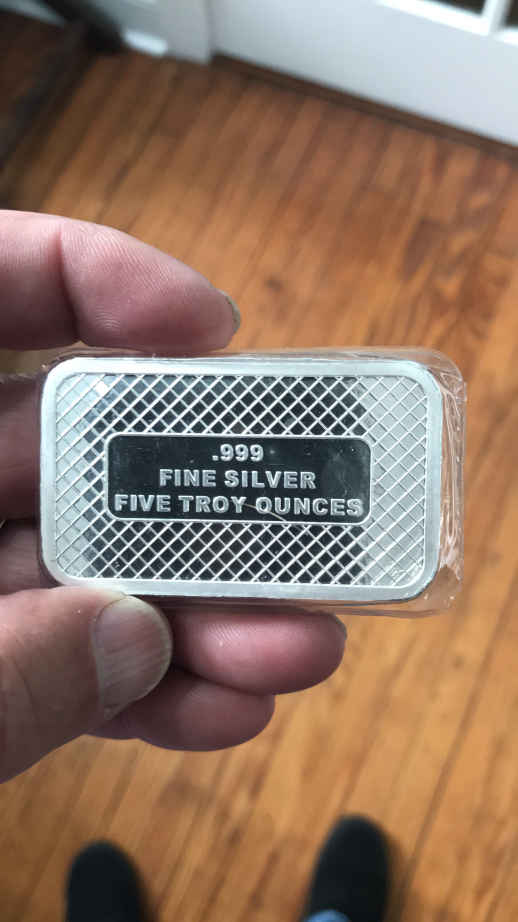 .999
FINE SILVER
FIVE TROY OUNCES